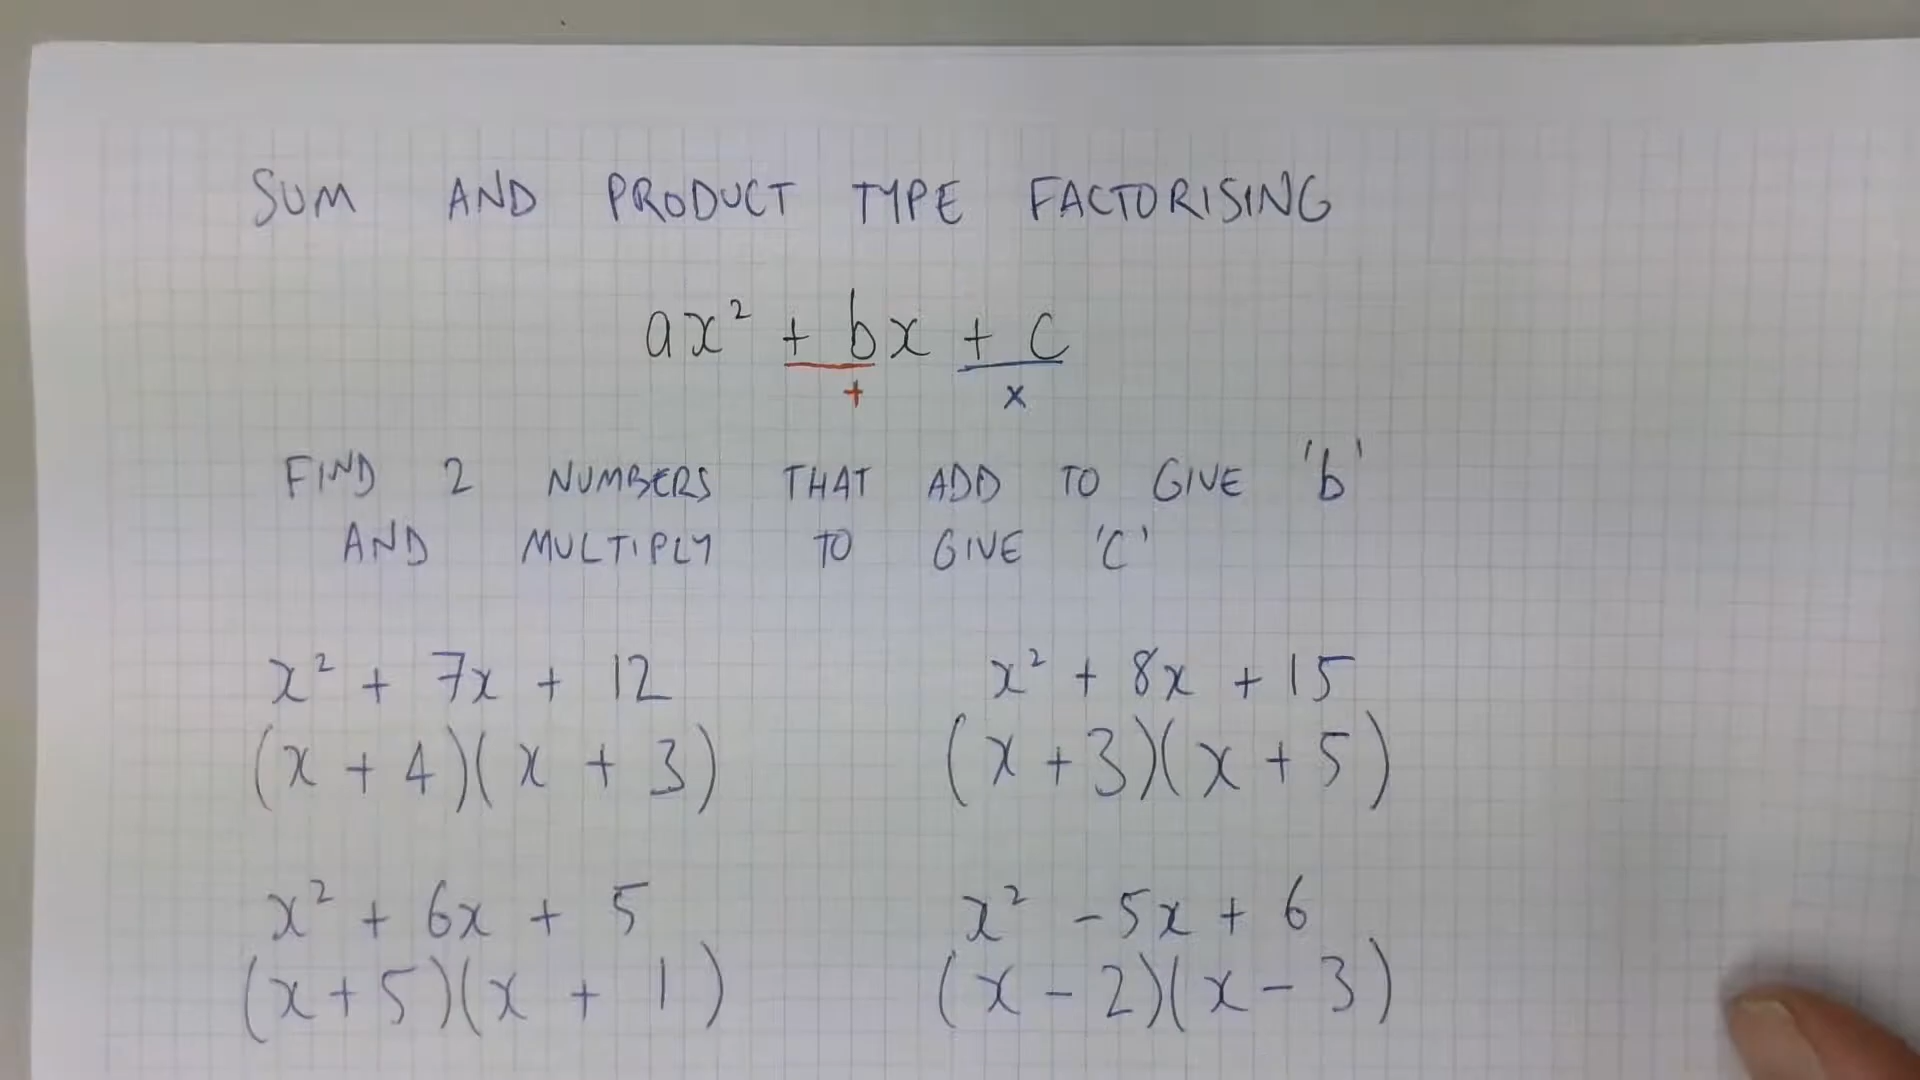 SUM AND PRODUCT TYPE FACTORISING
ax² + bx + c
+ x
FIND 2 NUMBERS THAT ADD TO GIVE 'b'
AND MULTIPLY TO GIVE 'C'
x² + 7x + 12
(x + 4)(x + 3)
x² + 8x + 15
(x + 3)(x + 5)
x² + 6x + 5
(x + 5)(x + 1)
x² - 5x + 6
(x - 2)(x - 3)